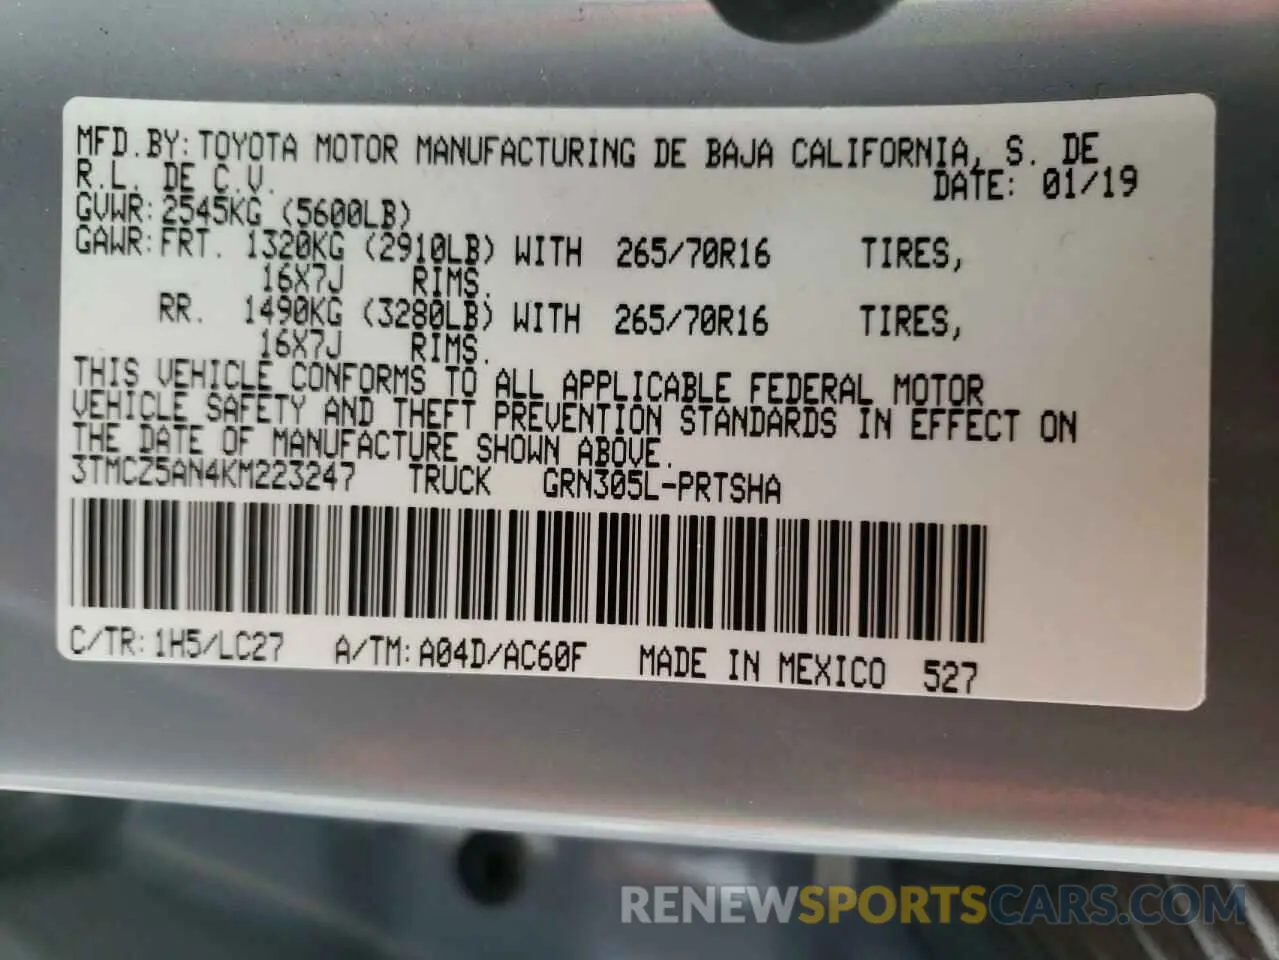 MFD.BY:TOYOTA MOTOR MANUFACTURING DE BAJA CALIFORNIA, S. DE
R.L. DE C.V. DATE: 01/19
GVWR:2545KG (5600LB)
GAWR:FRT. 1320KG (2910LB) WITH 265/70R16 TIRES,
16X7J RIMS.
RR. 1490KG (3280LB) WITH 265/70R16 TIRES,
16X7J RIMS.
THIS VEHICLE CONFORMS TO ALL APPLICABLE FEDERAL MOTOR
VEHICLE SAFETY AND THEFT PREVENTION STANDARDS IN EFFECT ON
THE DATE OF MANUFACTURE SHOWN ABOVE.
3TMCZ5AN4KM223247 TRUCK GRN305L-PRTSHA
C/TR:1H5/LC27 A/TM:A04D/AC60F MADE IN MEXICO 527
RENEWSPORTSCARS.COM